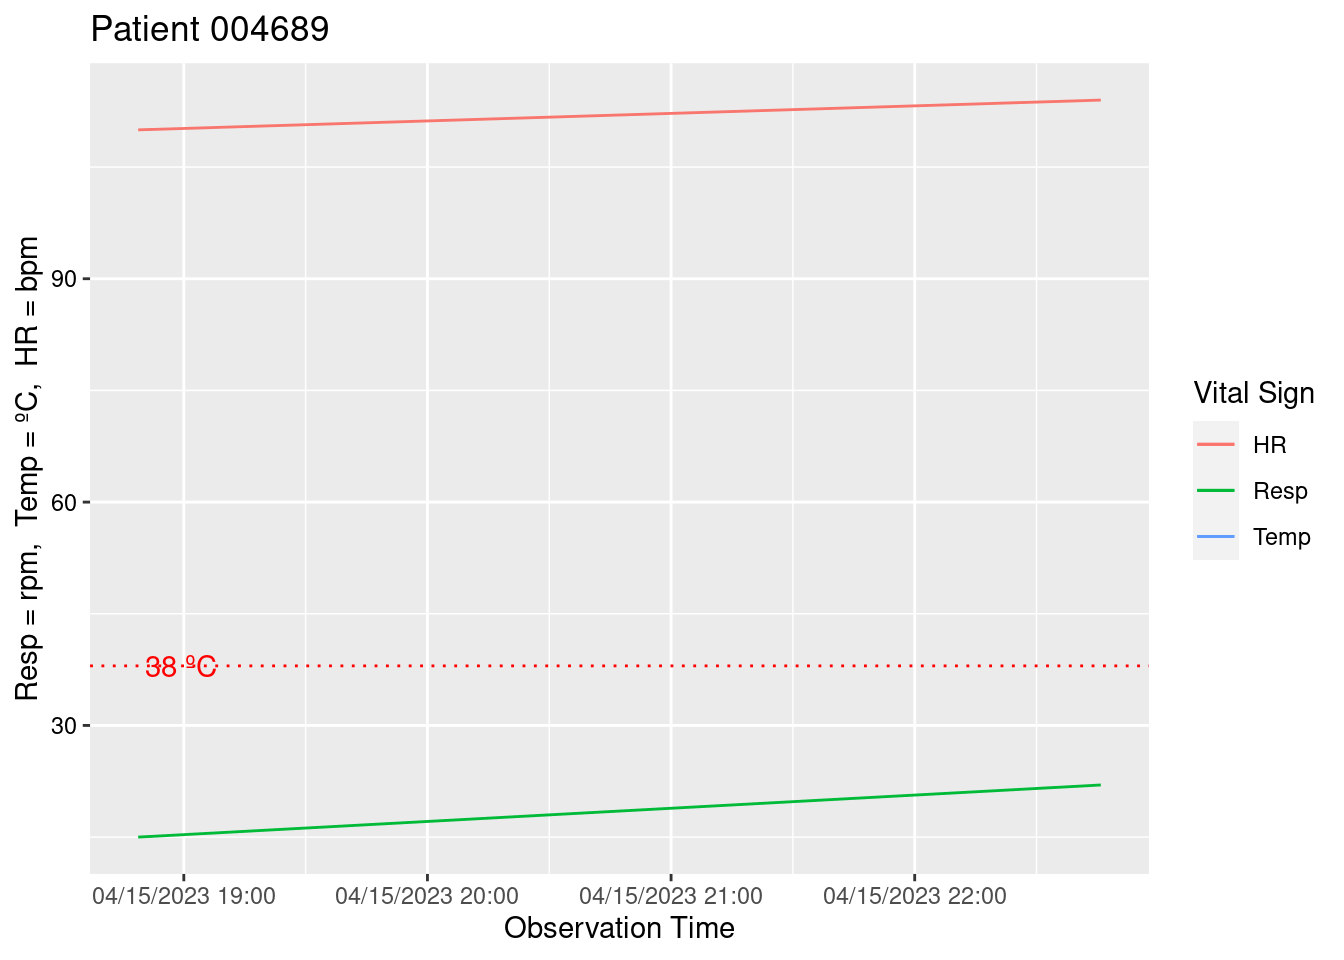 Patient 004689
Resp = rpm,  Temp = ºC,  HR = bpm
90
60
30
38 ºC
04/15/2023 19:00
04/15/2023 20:00
04/15/2023 21:00
04/15/2023 22:00
Observation Time
Vital Sign
HR
Resp
Temp